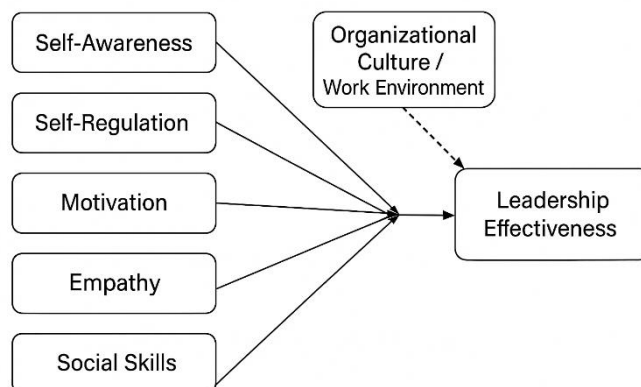 Self-Awareness
Self-Regulation
Motivation
Empathy
Social Skills
Organizational
Culture /
Work Environment
Leadership
Effectiveness